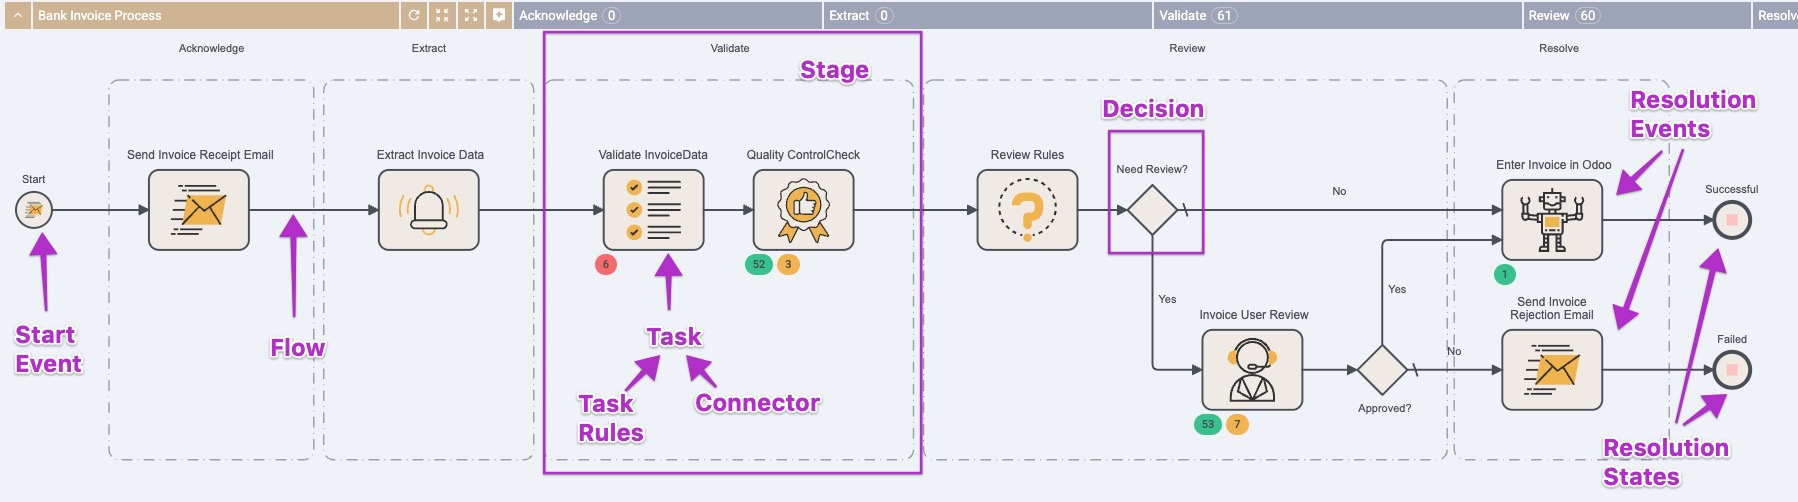 Bank Invoice Process
Acknowledge 0
Extract 0
Validate 61
Review 60
Resolv
Acknowledge
Extract
Validate
Review
Resolve
Stage
Decision
Resolution
Events
Send Invoice Receipt Email
Extract Invoice Data
Validate InvoiceData
Quality ControlCheck
Review Rules
Need Review?
Enter Invoice in Odoo
Start
No
Successful
6
52
3
1
Start
Event
Flow
Task
Task
Rules
Connector
Yes
Yes
Invoice User Review
Send Invoice
Rejection Email
Failed
No
Approved?
53
7
Resolution
States